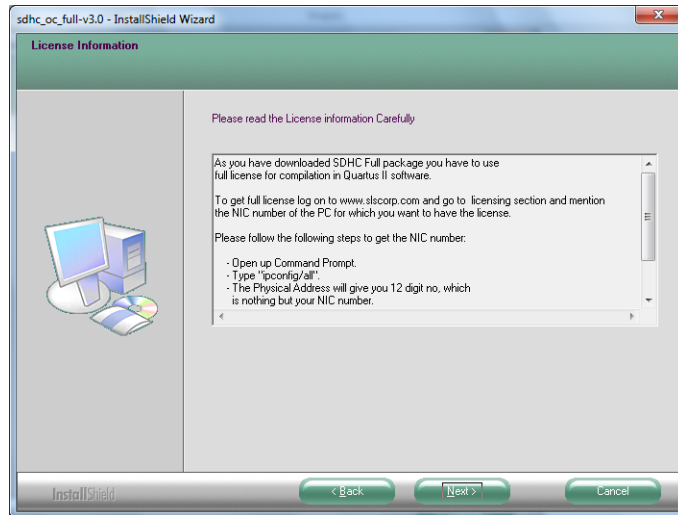 sdhc_oc_full-v3.0 - InstallShield Wizard
License Information
Please read the License information Carefully
As you have downloaded SDHC Full package you have to use
full license for compilation in Quartus II software.
To get full license log on to www.slscorp.com and go to licensing section and mention
the NIC number of the PC for which you want to have the license.
Please follow the following steps to get the NIC number:
- Open up Command Prompt.
- Type "ipconfig/all".
- The Physical Address will give you 12 digit no, which
is nothing but your NIC number.
InstallShield
< Back
Next >
Cancel